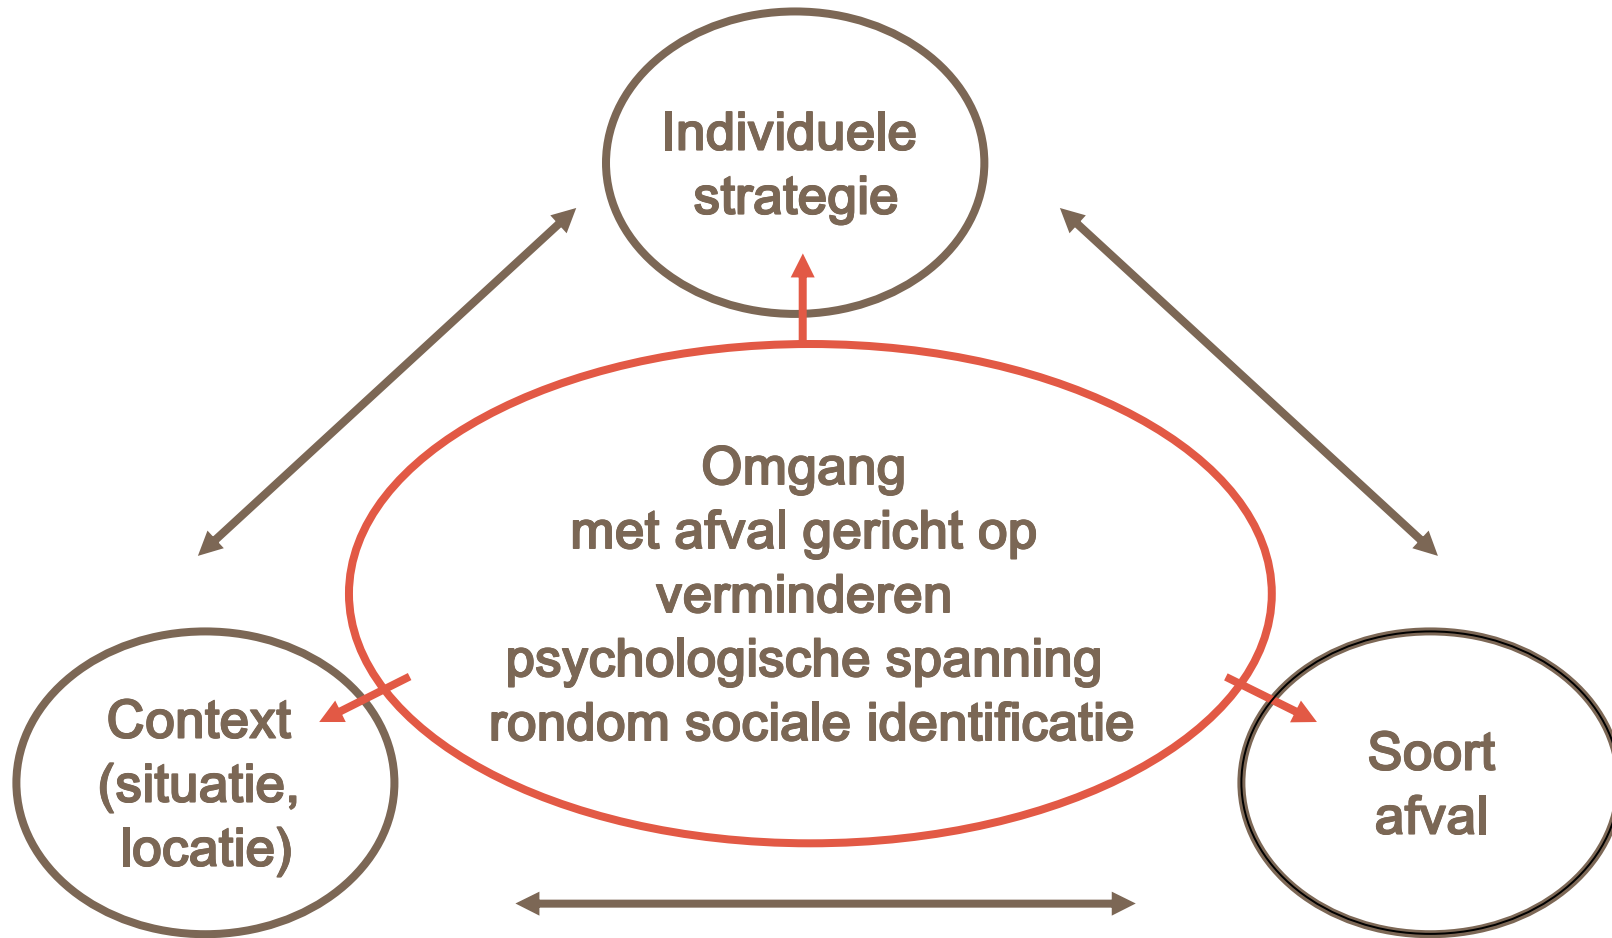 Individuele
strategie
Omgang
met afval gericht op
verminderen
psychologische spanning
rondom sociale identificatie
Context
(situatie,
locatie)
Soort
afval